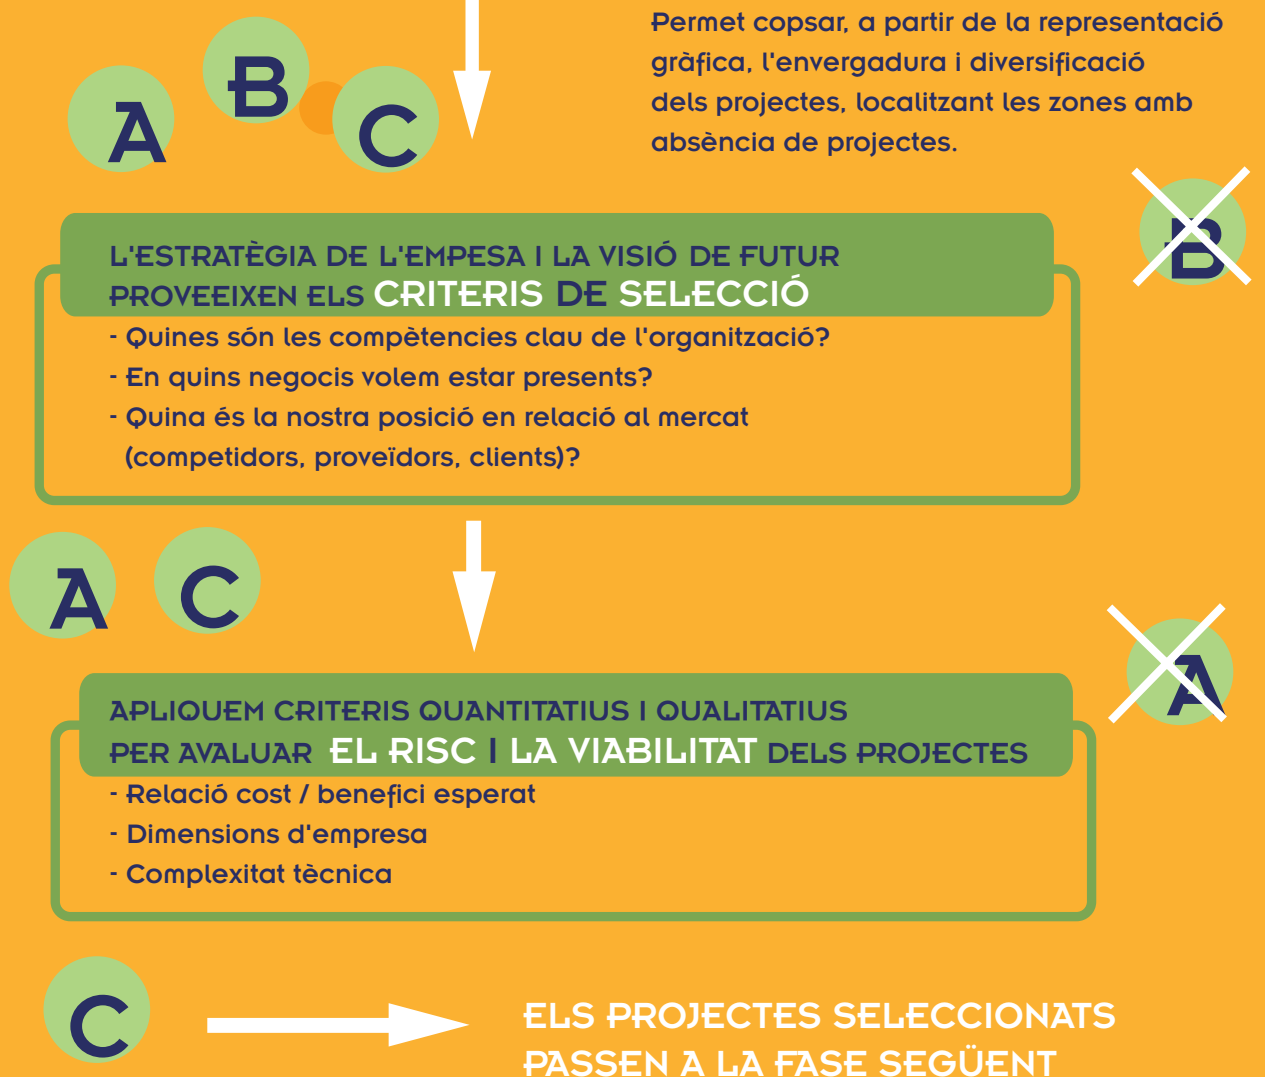 Permet copsar, a partir de la representació
gràfica, l'envergadura i diversificació
dels projectes, localitzant les zones amb
absència de projectes.
A
B
C
B
L'ESTRATÈGIA DE L'EMPESA I LA VISIÓ DE FUTUR
PROVEEIXEN ELS CRITERIS DE SELECCIÓ
- Quines són les compètencies clau de l'organització?
- En quins negocis volem estar presents?
- Quina és la nostra posició en relació al mercat
(competidors, proveïdors, clients)?
A
C
A
APLIQUEM CRITERIS QUANTITATIUS I QUALITATIUS
PER AVALUAR EL RISC I LA VIABILITAT DELS PROJECTES
- Relació cost / benefici esperat
- Dimensions d'empresa
- Complexitat tècnica
C
ELS PROJECTES SELECCIONATS
PASSEN A LA FASE SEGÜENT